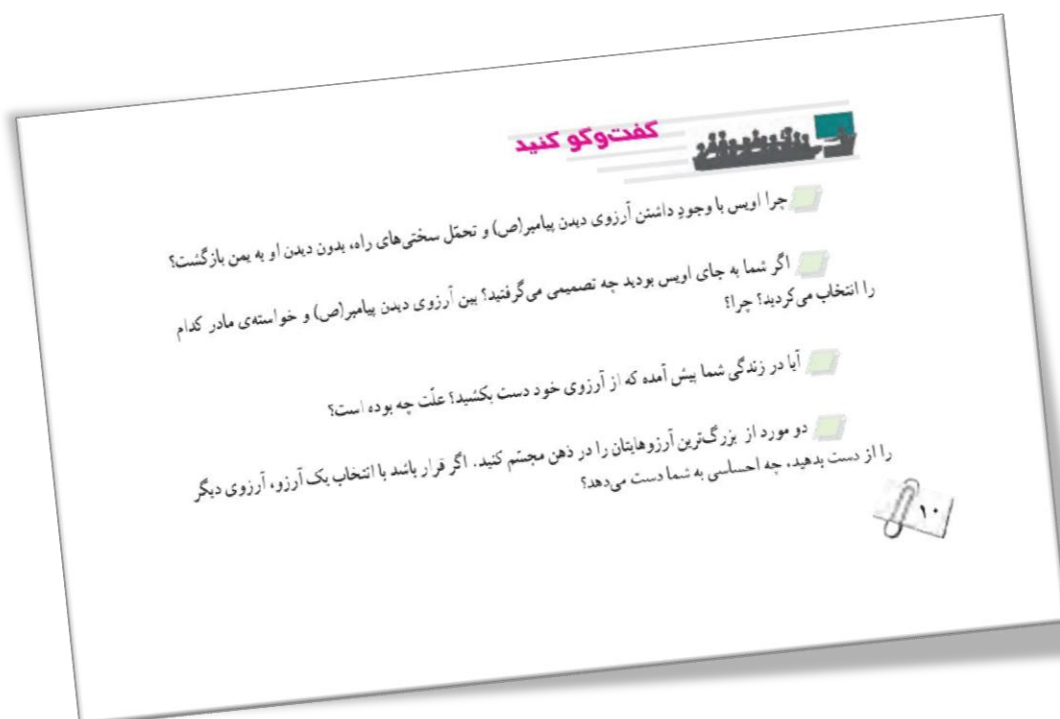 گفت‌وگو کنید
چرا اویس با وجودِ داشتن آرزوی دیدن پیامبر(ص) و تحمّل سختی‌های راه، بدون دیدن او به یمن بازگشت؟
اگر شما به جای اویس بودید چه تصمیمی می‌گرفتید؟ بین آرزوی دیدن پیامبر(ص) و خواسته‌ی مادر کدام
را انتخاب می‌کردید؟ چرا؟
آیا در زندگی شما پیش آمده که از آرزوی خود دست بکشید؟ علّت چه بوده است؟
دو مورد از بزرگ‌ترین آرزوهایتان را در ذهن مجسّم کنید. اگر قرار باشد با انتخاب یک آرزو، آرزوی دیگر
را از دست بدهید، چه احساسی به شما دست می‌دهد؟
۱۰